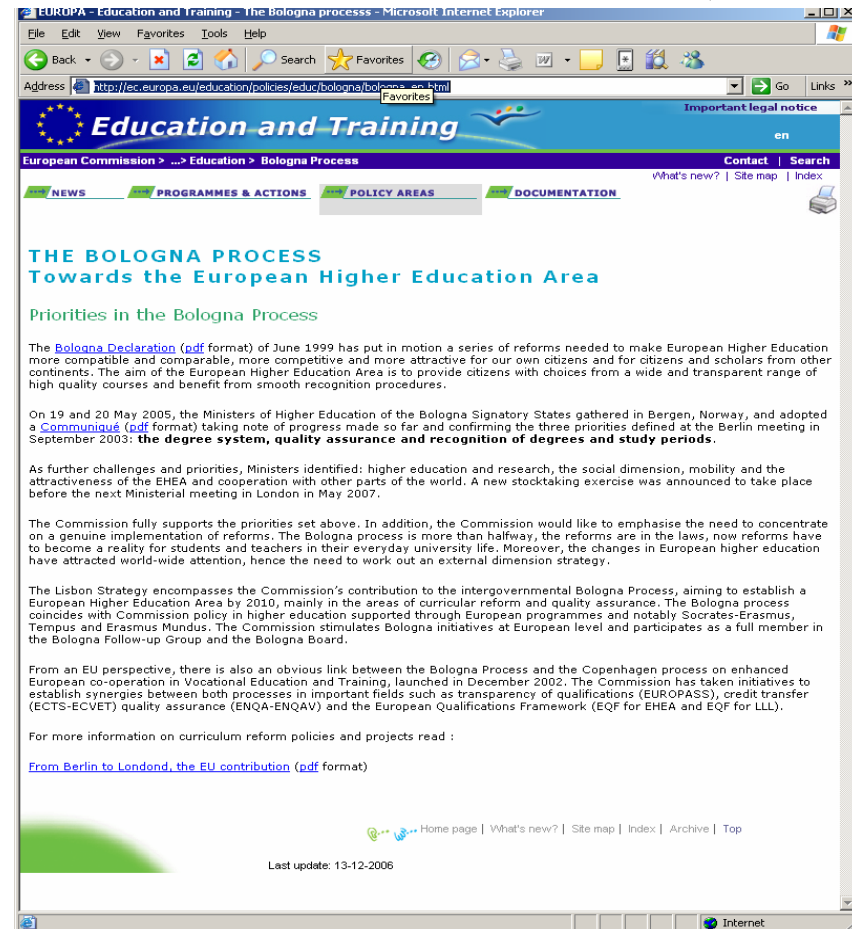 EUROPA - Education and Training - The Bologna processs - Microsoft Internet Explorer
File Edit View Favorites Tools Help
Back Search Favorites
Address http://ec.europa.eu/education/policies/educ/bologna/bologna_en.html Go Links »
Favorites
Important legal notice
Education and Training
en
European Commission > ...> Education > Bologna Process Contact | Search
What's new? | Site map | Index
NEWS PROGRAMMES & ACTIONS POLICY AREAS DOCUMENTATION
THE BOLOGNA PROCESS
Towards the European Higher Education Area
Priorities in the Bologna Process
The Bologna Declaration (pdf format) of June 1999 has put in motion a series of reforms needed to make European Higher Education
more compatible and comparable, more competitive and more attractive for our own citizens and for citizens and scholars from other
continents. The aim of the European Higher Education Area is to provide citizens with choices from a wide and transparent range of
high quality courses and benefit from smooth recognition procedures.
On 19 and 20 May 2005, the Ministers of Higher Education of the Bologna Signatory States gathered in Bergen, Norway, and adopted
a Communiqué (pdf format) taking note of progress made so far and confirming the three priorities defined at the Berlin meeting in
September 2003: the degree system, quality assurance and recognition of degrees and study periods.
As further challenges and priorities, Ministers identified: higher education and research, the social dimension, mobility and the
attractiveness of the EHEA and cooperation with other parts of the world. A new stocktaking exercise was announced to take place
before the next Ministerial meeting in London in May 2007.
The Commission fully supports the priorities set above. In addition, the Commission would like to emphasise the need to concentrate
on a genuine implementation of reforms. The Bologna process is more than halfway, the reforms are in the laws, now reforms have
to become a reality for students and teachers in their everyday university life. Moreover, the changes in European higher education
have attracted world-wide attention, hence the need to work out an external dimension strategy.
The Lisbon Strategy encompasses the Commission's contribution to the intergovernmental Bologna Process, aiming to establish a
European Higher Education Area by 2010, mainly in the areas of curricular reform and quality assurance. The Bologna process
coincides with Commission policy in higher education supported through European programmes and notably Socrates-Erasmus,
Tempus and Erasmus Mundus. The Commission stimulates Bologna initiatives at European level and participates as a full member in
the Bologna Follow-up Group and the Bologna Board.
From an EU perspective, there is also an obvious link between the Bologna Process and the Copenhagen process on enhanced
European co-operation in Vocational Education and Training, launched in December 2002. The Commission has taken initiatives to
establish synergies between both processes in important fields such as transparency of qualifications (EUROPASS), credit transfer
(ECTS-ECVET) quality assurance (ENQA-ENQAV) and the European Qualifications Framework (EQF for EHEA and EQF for LLL).
For more information on curriculum reform policies and projects read :
From Berlin to Londond, the EU contribution (pdf format)
Home page | What's new? | Site map | Index | Archive | Top
Last update: 13-12-2006
Internet